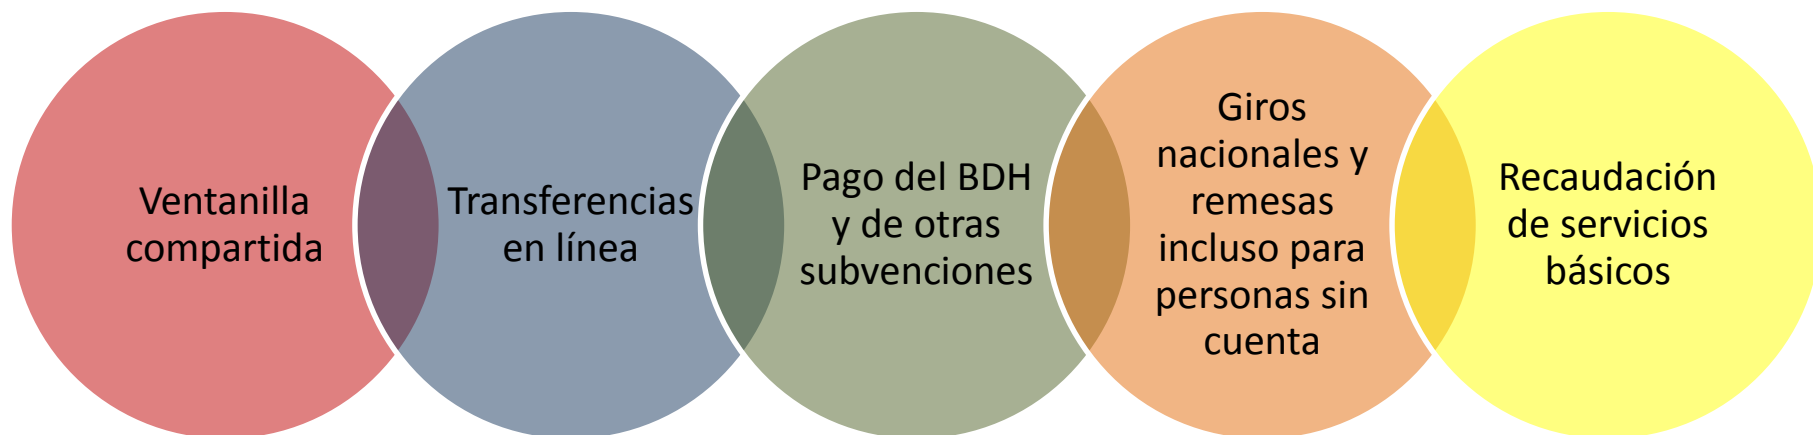 Ventanilla
compartida
Transferencias
en línea
Pago del BDH
y de otras
subvenciones
Giros
nacionales y
remesas
incluso para
personas sin
cuenta
Recaudación
de servicios
básicos